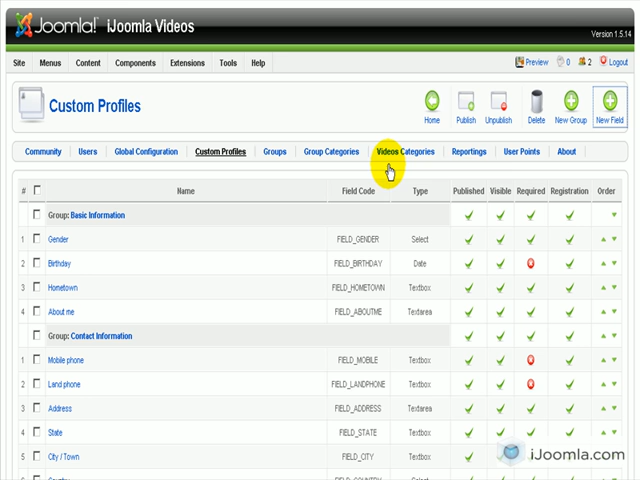 Joomla! iJoomla Videos
Version 1.5.14
Site Menus Content Components Extensions Tools Help Preview 0 2 Logout
Custom Profiles
Home Publish Unpublish Delete New Group New Field
Community Users Global Configuration Custom Profiles Groups Group Categories Videos Categories Reportings User Points About
# Name Field Code Type Published Visible Required Registration Order
Group: Basic Information
1 Gender FIELD_GENDER Select
2 Birthday FIELD_BIRTHDAY Date
3 Hometown FIELD_HOMETOWN Textbox
4 About me FIELD_ABOUTME Textarea
Group: Contact Information
1 Mobile phone FIELD_MOBILE Textbox
2 Land phone FIELD_LANDPHONE Textbox
3 Address FIELD_ADDRESS Textarea
4 State FIELD_STATE Textbox
5 City / Town FIELD_CITY Textbox
iJoomla.com